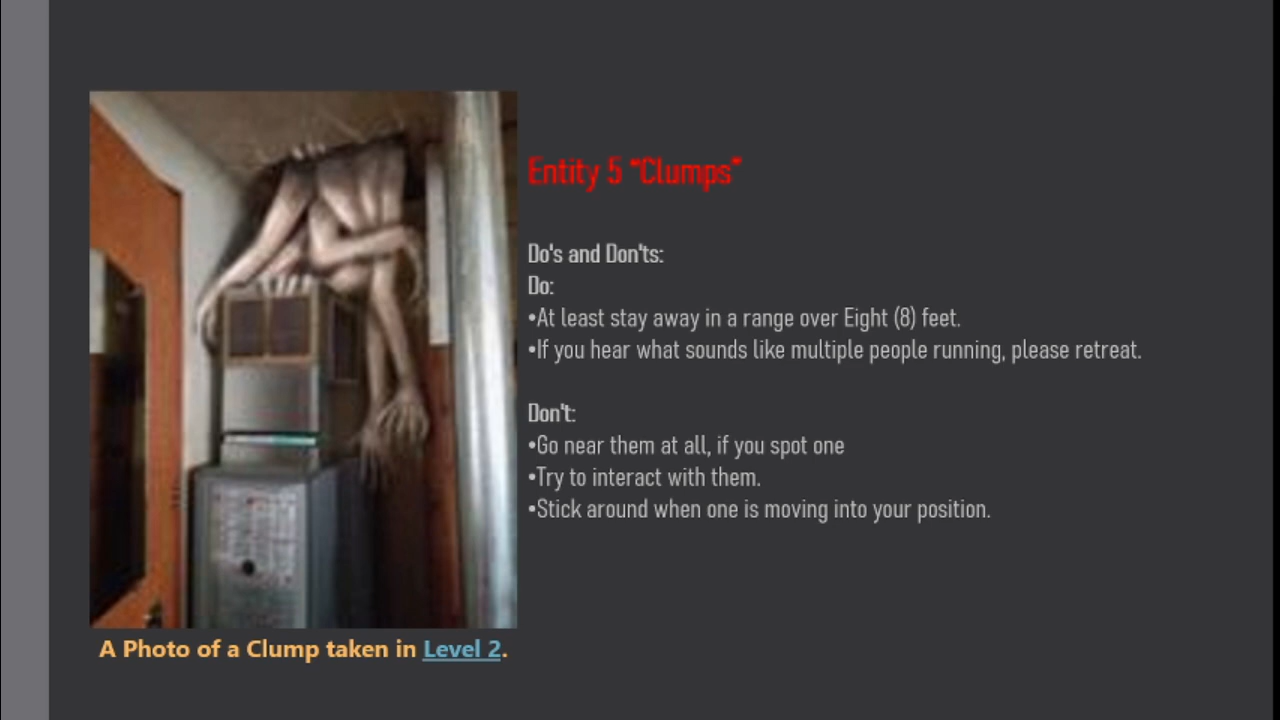 Entity 5 "Clumps"
Do's and Don'ts:
Do:
•At least stay away in a range over Eight (8) feet.
•If you hear what sounds like multiple people running, please retreat.
Don't:
•Go near them at all, if you spot one
•Try to interact with them.
•Stick around when one is moving into your position.
A Photo of a Clump taken in Level 2.